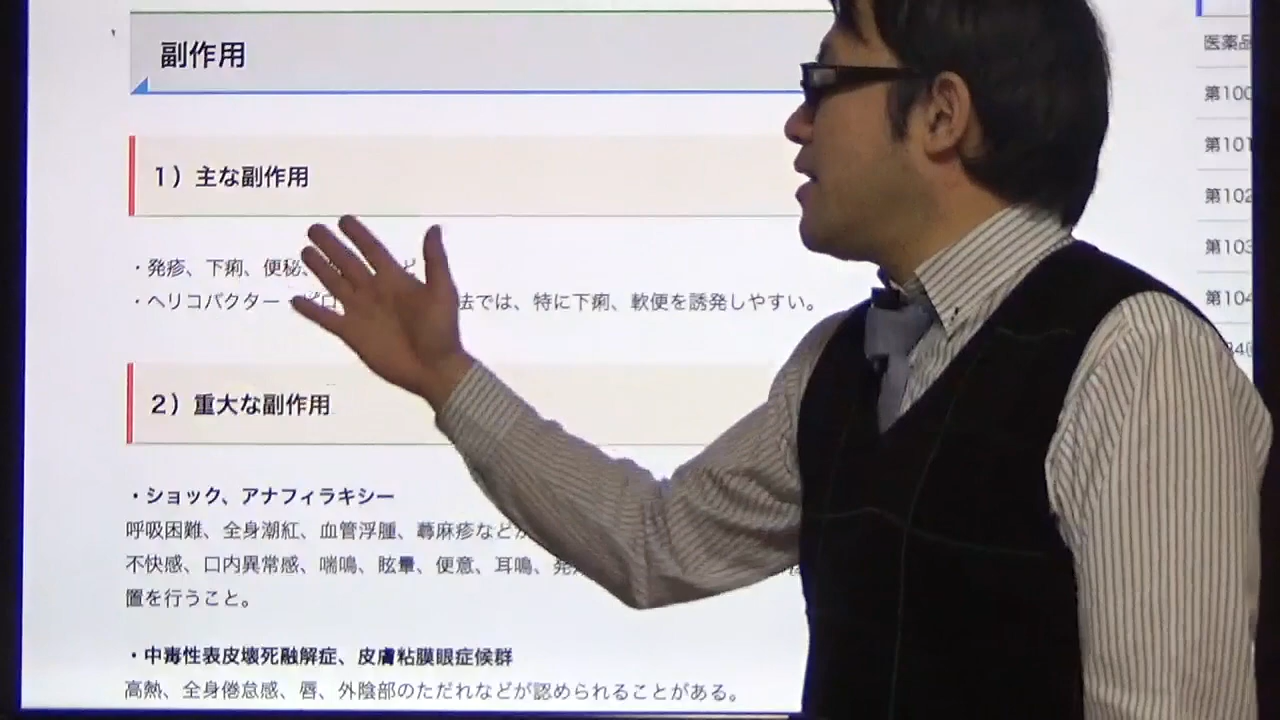 副作用
1）主な副作用
・発疹、下痢、便秘、
・ヘリコバクター・ピロ 法では、特に下痢、軟便を誘発しやすい。
2）重大な副作用
・ショック、アナフィラキシー
呼吸困難、全身潮紅、血管浮腫、蕁麻疹など
不快感、口内異常感、喘鳴、眩暈、便意、耳鳴、発
置を行うこと。
・中毒性表皮壊死融解症、皮膚粘膜眼症候群
高熱、全身倦怠感、唇、外陰部のただれなどが認められることがある。
医薬品
第100
第101
第102
第103
第104